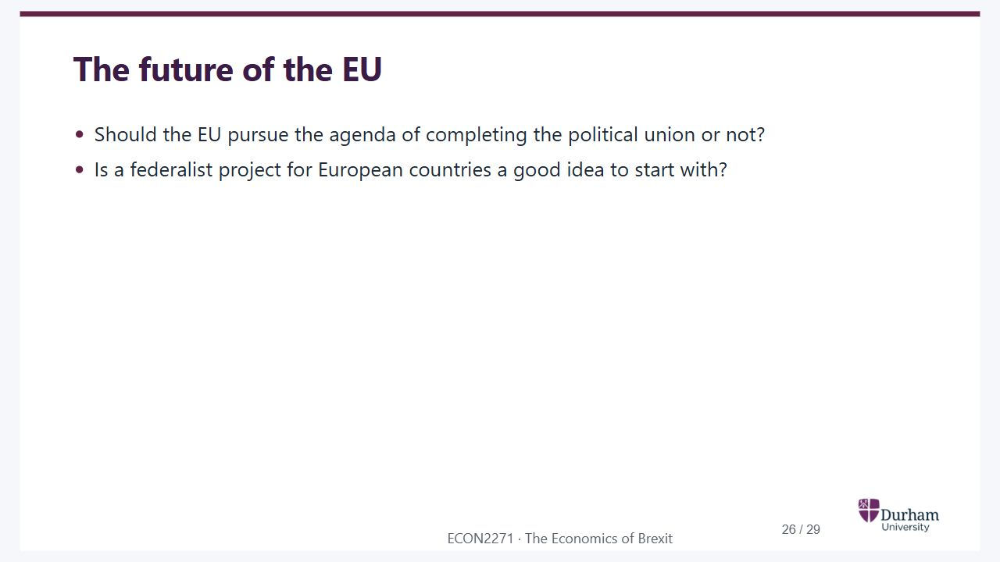 The future of the EU
• Should the EU pursue the agenda of completing the political union or not?
• Is a federalist project for European countries a good idea to start with?
ECON2271 · The Economics of Brexit
26 / 29
Durham
University